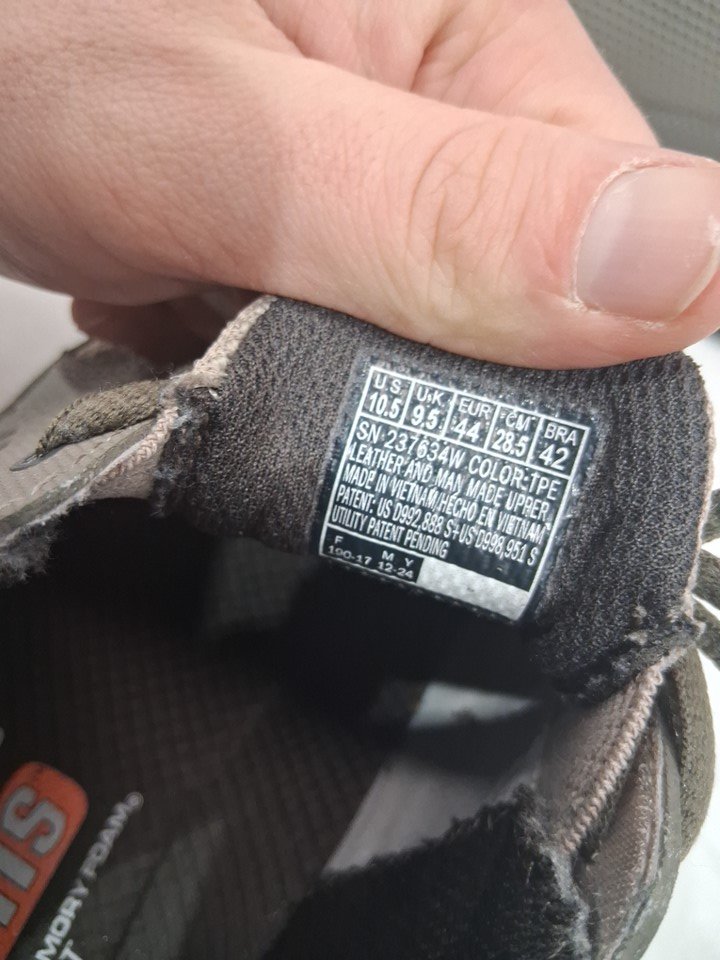 U.S. U.K EUR CM BRA
10.5 9.5 44 28.5 42
SN 237634W COLOR-TPE
LEATHER AND MAN MADE UPPER
MADE IN VIETNAM/HECHO EN VIETNAM
PATENT: US D992,888 S+US D998,951 S
UTILITY PATENT PENDING
F M Y
190-17 12-24
MORY FOAM®